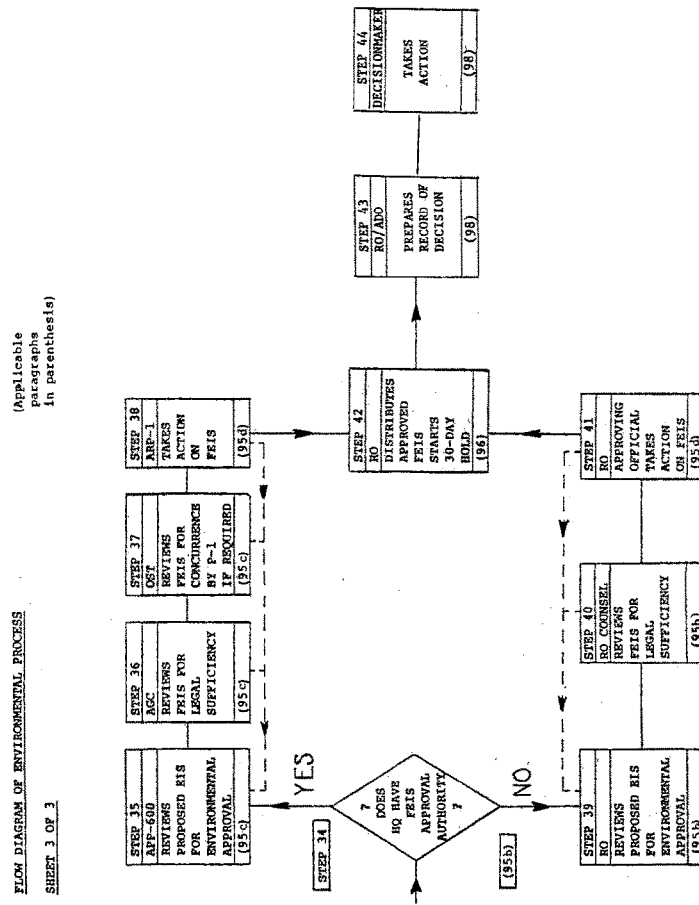 FLOW DIAGRAM OF ENVIRONMENTAL PROCESS
SHEET 3 OF 3
(Applicable
paragraphs
in parenthesis)
STEP 34
?
DOES
HQ HAVE
FEIS
APPROVAL
AUTHORITY
?
(95b)
YES
NO
STEP 35
APP-600
REVIEWS
PROPOSED EIS
FOR
ENVIRONMENTAL
APPROVAL
(95c)
STEP 36
AGC
REVIEWS
FEIS FOR
LEGAL
SUFFICIENCY
(95c)
STEP 37
OST
REVIEWS
FEIS FOR
CONCURRENCE
BY P-1
IF REQUIRED
(95c)
STEP 38
ARP-1
TAKES
ACTION
ON
FEIS
(95d)
STEP 39
RO
REVIEWS
PROPOSED EIS
FOR
ENVIRONMENTAL
APPROVAL
(95b)
STEP 40
RO COUNSEL
REVIEWS
FEIS FOR
LEGAL
SUFFICIENCY
(95b)
STEP 41
RO
APPROVING
OFFICIAL
TAKES
ACTION
ON FEIS
(95d)
STEP 42
RO
DISTRIBUTES
APPROVED
FEIS
STARTS
30-DAY
HOLD
(96)
STEP 43
RO/ADO
PREPARES
RECORD OF
DECISION
(98)
STEP 44
DECISIONMAKER
TAKES
ACTION
(98)